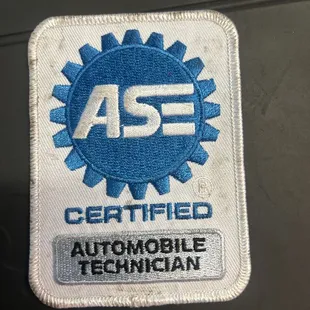 ASE
®
CERTIFIED
AUTOMOBILE
TECHNICIAN